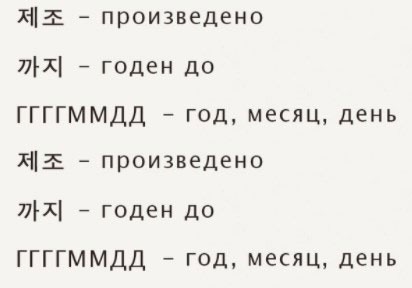 제조 – произведено
까지 – годен до
ГГГГММДД – год, месяц, день
제조 – произведено
까지 – годен до
ГГГГММДД – год, месяц, день